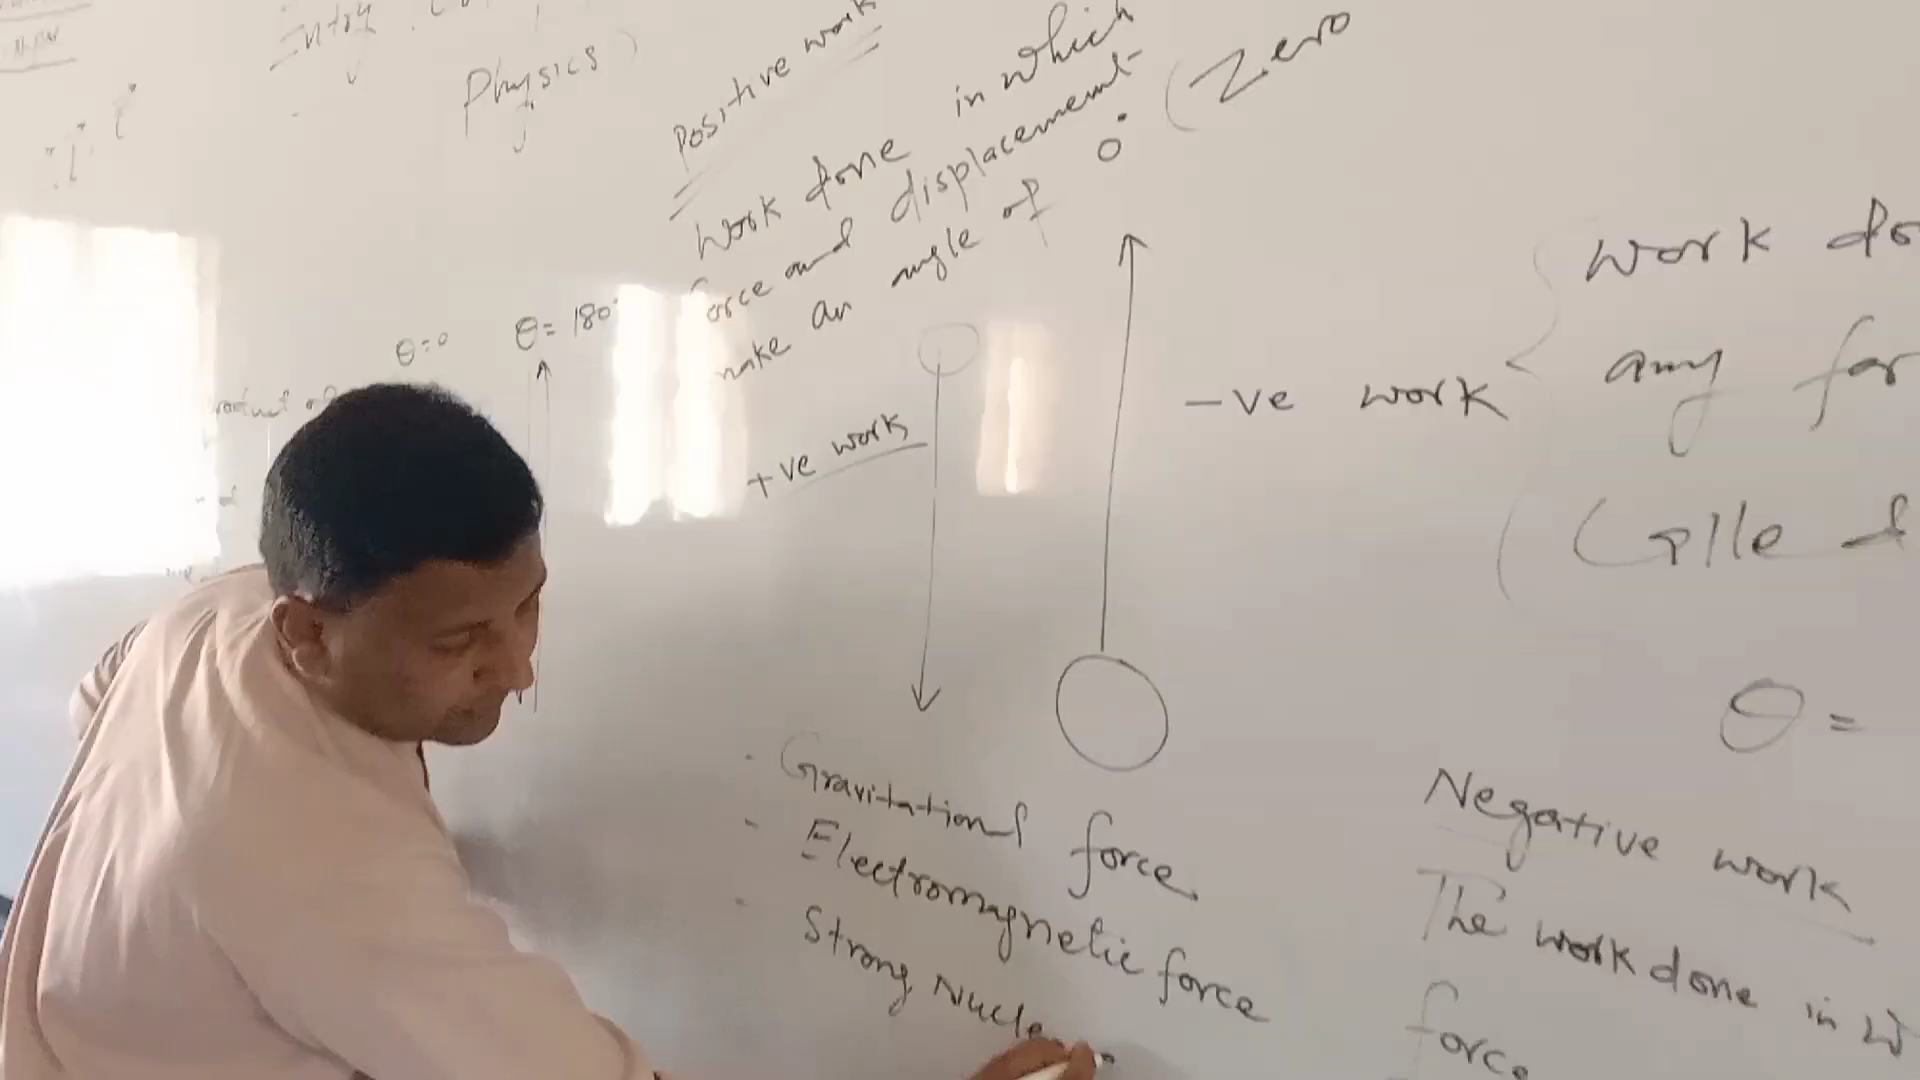 Entry
Physics)
Positive work
Work done in which
force and displacement
make an angle of 0° (Zero
θ=0
θ= 180°
+ve work
-ve work
work do
any for
θ =
- Gravitational force
- Electromagnetic force
- Strong Nuclea
Negative work
The work done in w
force